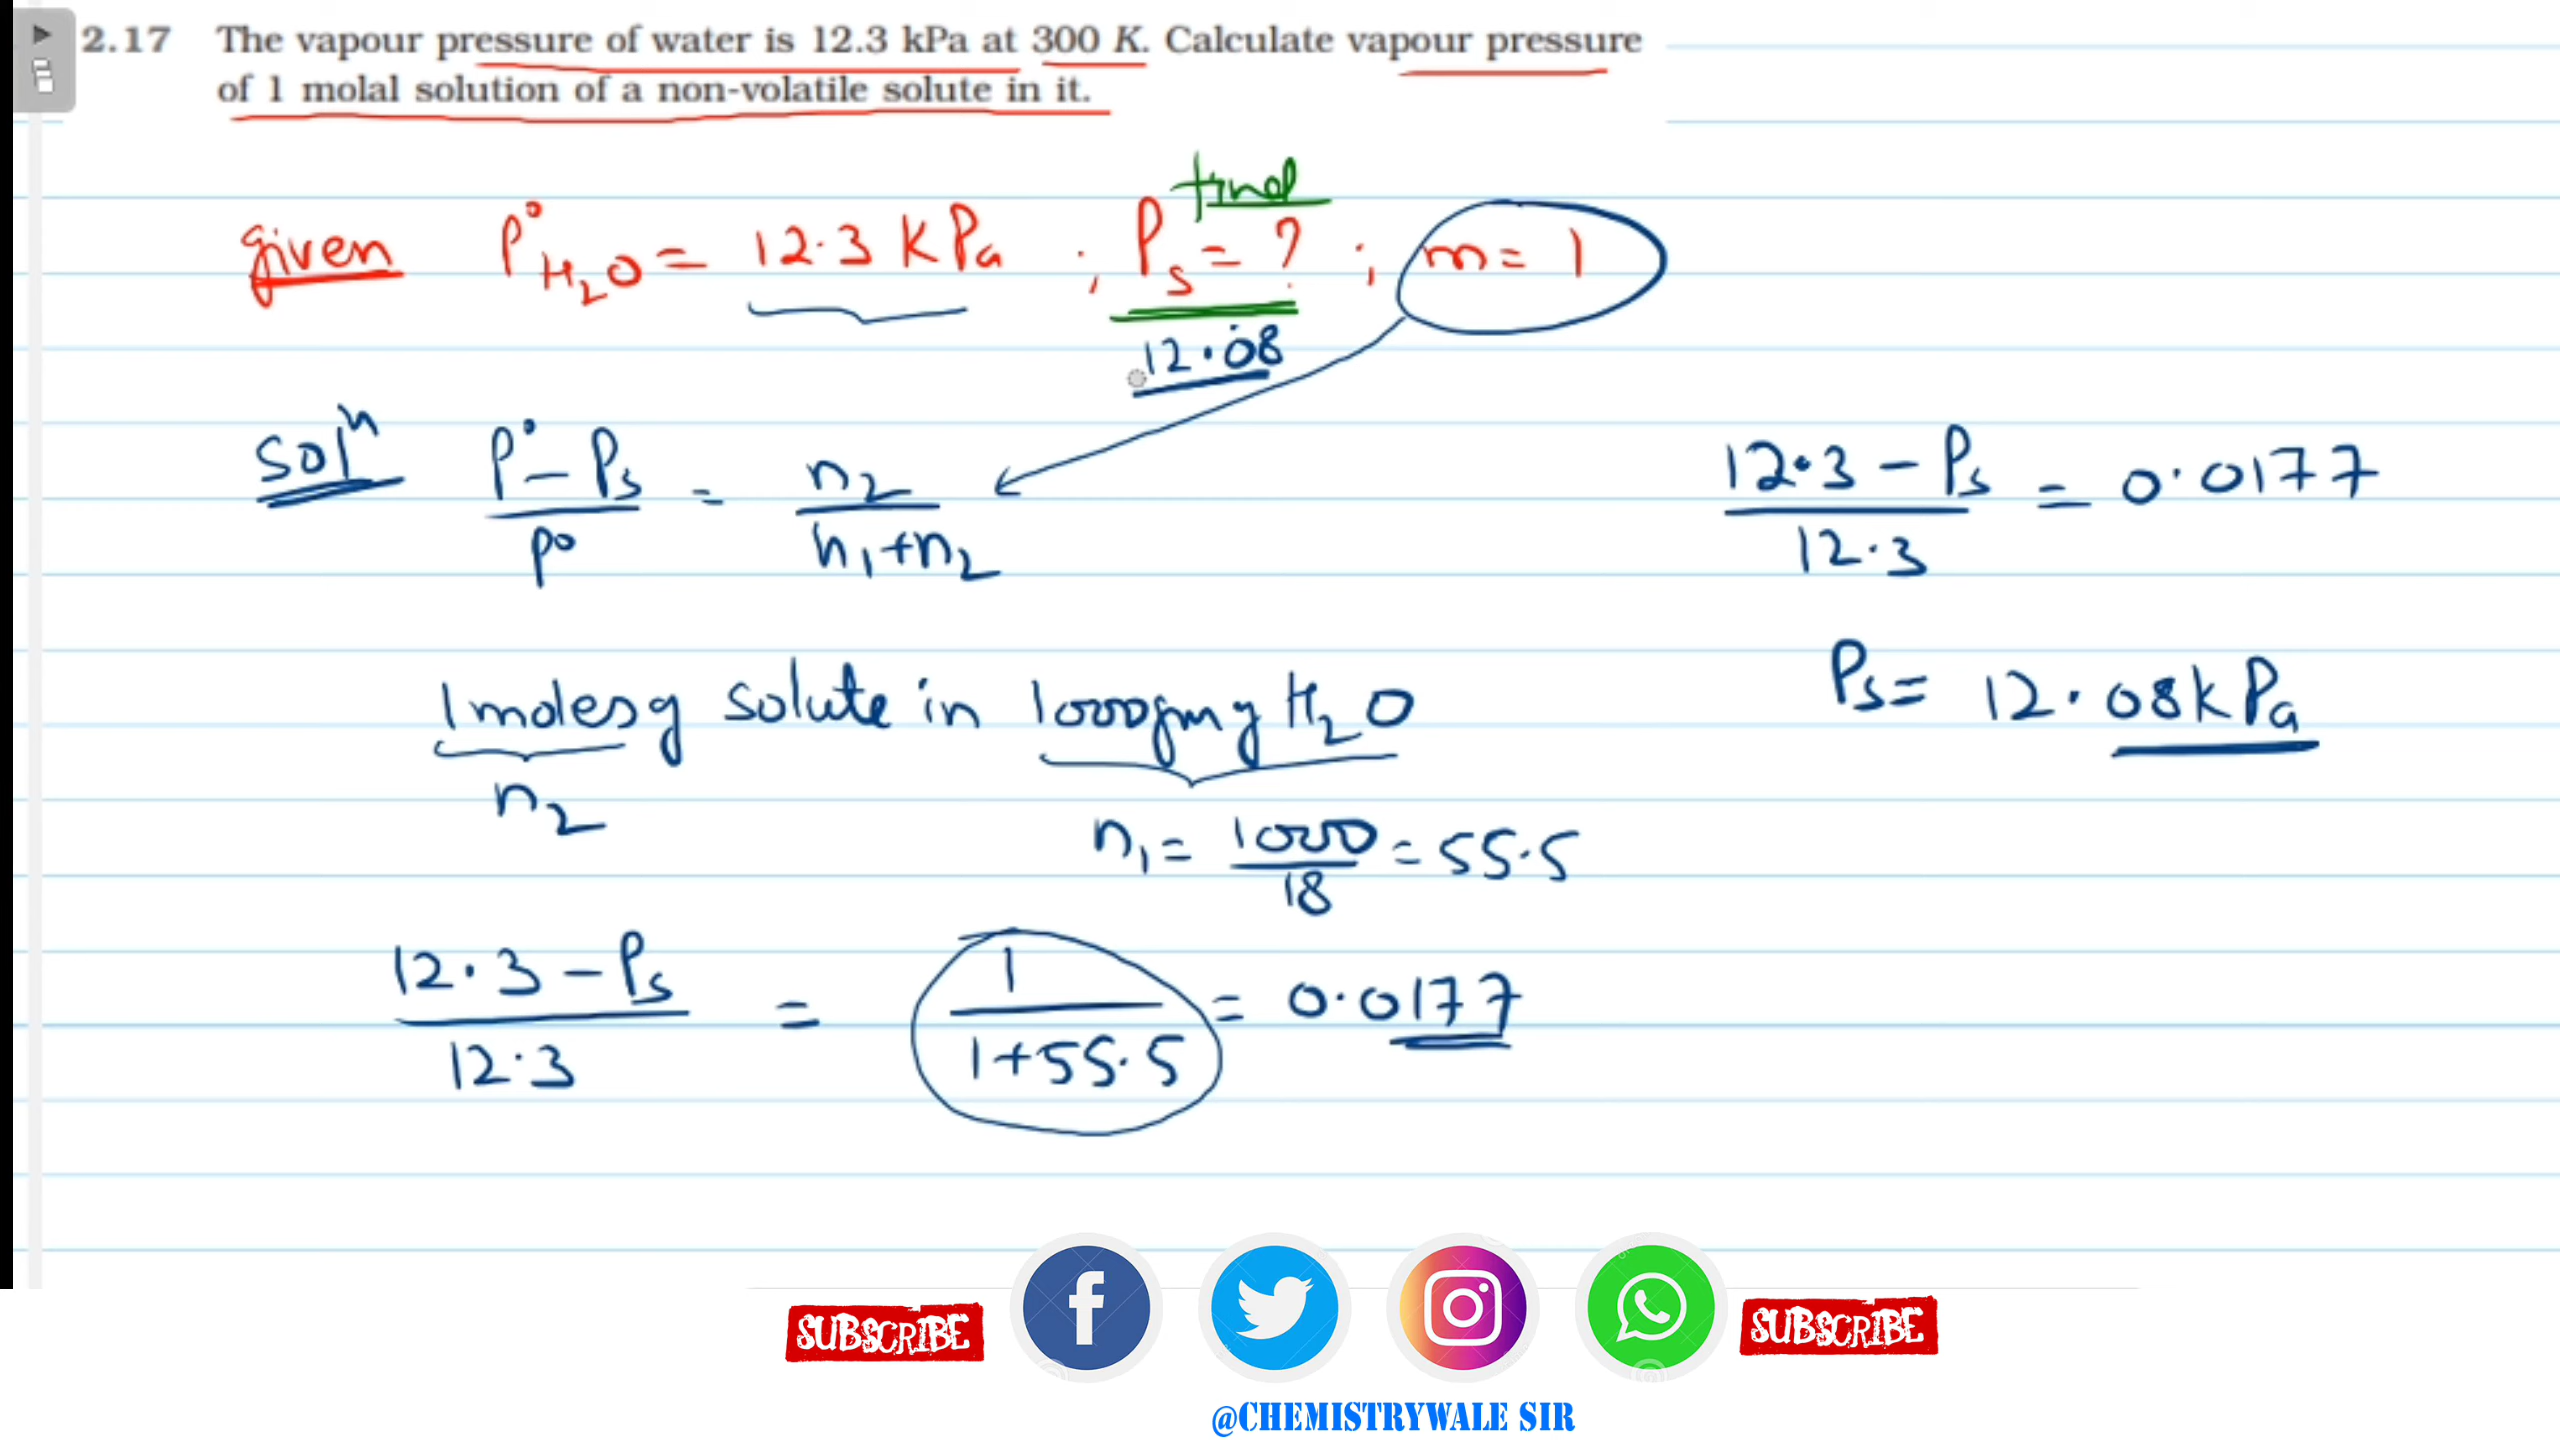 2.17 The vapour pressure of water is 12.3 kPa at 300 K. Calculate vapour pressure
of 1 molal solution of a non-volatile solute in it.
find
given P°H₂O = 12.3 kPa ; Ps = ? ; m = 1
12.08
Solⁿ P° - Ps / P° = n₂ / n₁+n₂
12.3 - Ps / 12.3 = 0.0177
1 moles of solute in 1000gm of H₂O
Ps = 12.08 kPa
n₂
n₁ = 1000/18 = 55.5
12.3 - Ps / 12.3 = 1 / 1+55.5 = 0.0177
SUBSCRIBE
SUBSCRIBE
@CHEMISTRYWALE SIR